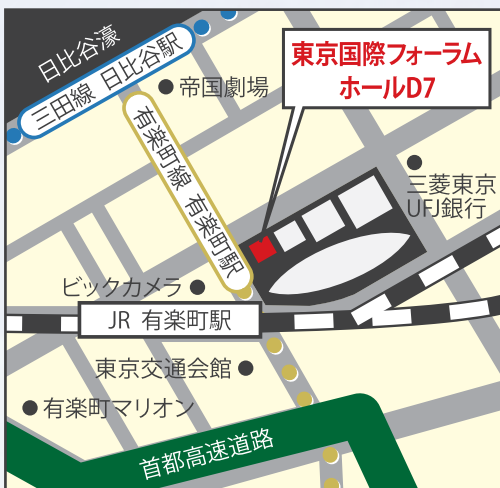 日比谷濠
三田線 日比谷駅
帝国劇場
東京国際フォーラム
ホールD7
有楽町線 有楽町駅
三菱東京
UFJ銀行
ビックカメラ
JR 有楽町駅
東京交通会館
有楽町マリオン
首都高速道路